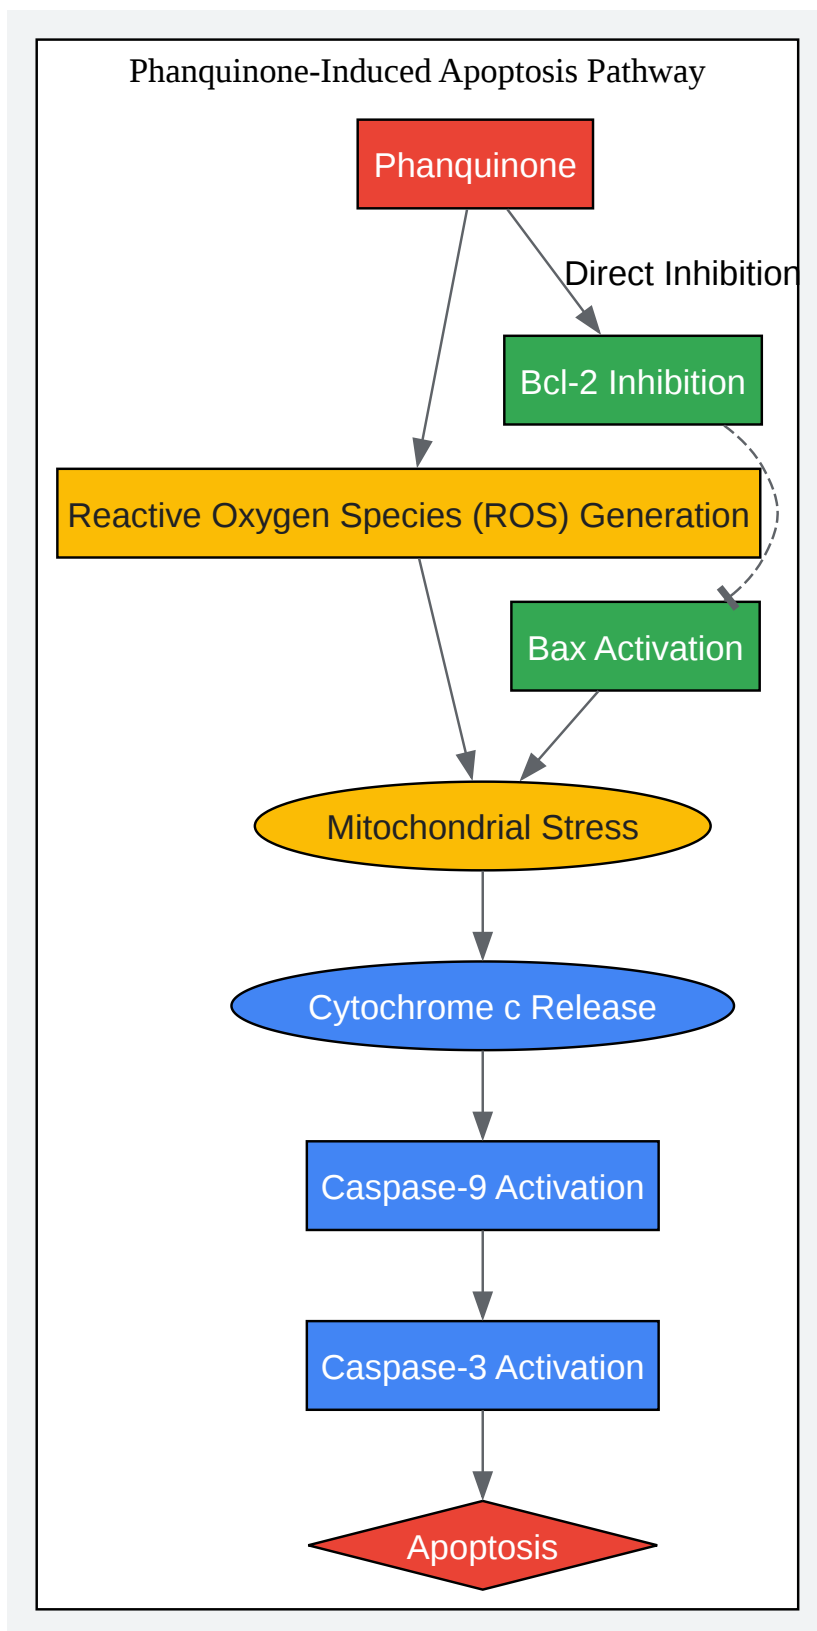 Phanquinone-Induced Apoptosis Pathway
Phanquinone
Direct Inhibition
Bcl-2 Inhibition
Reactive Oxygen Species (ROS) Generation
Bax Activation
Mitochondrial Stress
Cytochrome c Release
Caspase-9 Activation
Caspase-3 Activation
Apoptosis